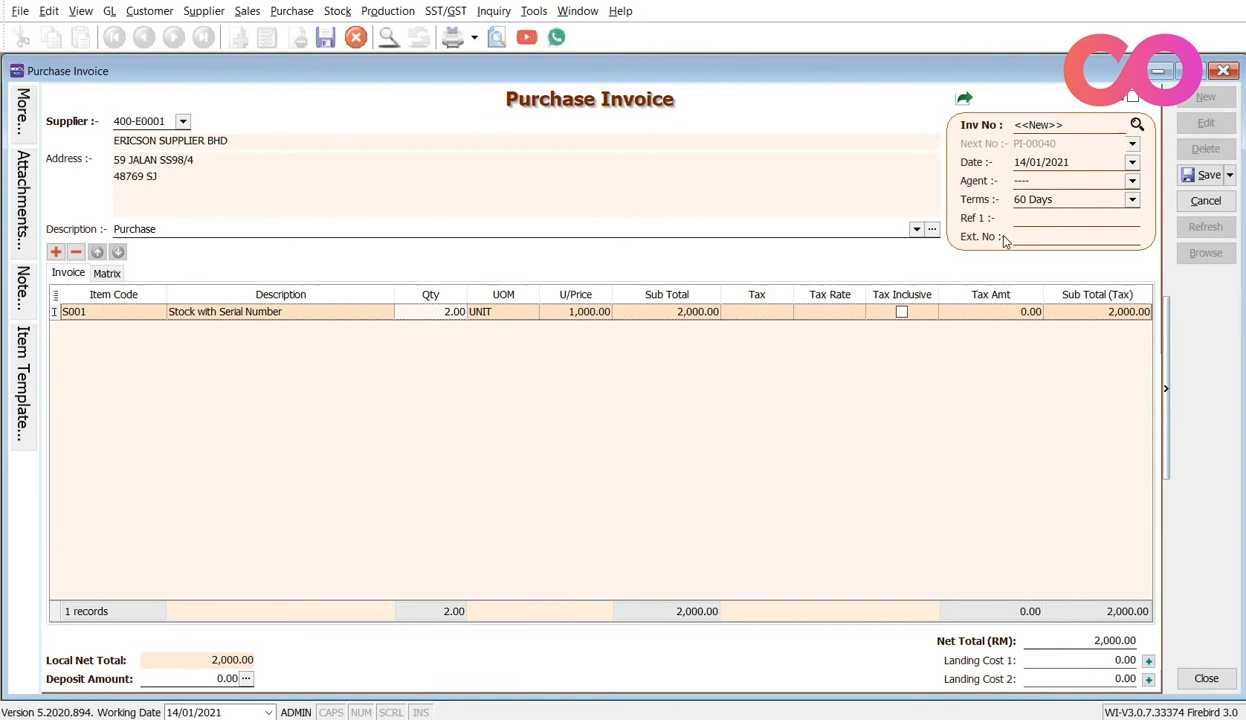 File Edit View GL Customer Supplier Sales Purchase Stock Production SST/GST Inquiry Tools Window Help
Purchase Invoice
Purchase Invoice
New
Supplier :- 400-E0001
Inv No : <<New>>
Edit
ERICSON SUPPLIER BHD
Next No :- PI-00040
Delete
Address :- 59 JALAN SS98/4
Date :- 14/01/2021
48769 SJ
Agent :- ----
Save
Terms :- 60 Days
Cancel
Ref 1 :-
Refresh
Description :- Purchase
Ext. No :-
Browse
More...
Attachments...
Note...
Item Template...
Invoice Matrix
Item Code Description Qty UOM U/Price Sub Total Tax Tax Rate Tax Inclusive Tax Amt Sub Total (Tax)
S001 Stock with Serial Number 2.00 UNIT 1,000.00 2,000.00 0.00 2,000.00
1 records 2.00 2,000.00 0.00 2,000.00
Net Total (RM): 2,000.00
Local Net Total: 2,000.00
Landing Cost 1: 0.00
Deposit Amount: 0.00
Landing Cost 2: 0.00
Close
Version 5.2020.894. Working Date 14/01/2021 ADMIN CAPS NUM SCRL INS WI-V3.0.7.33374 Firebird 3.0